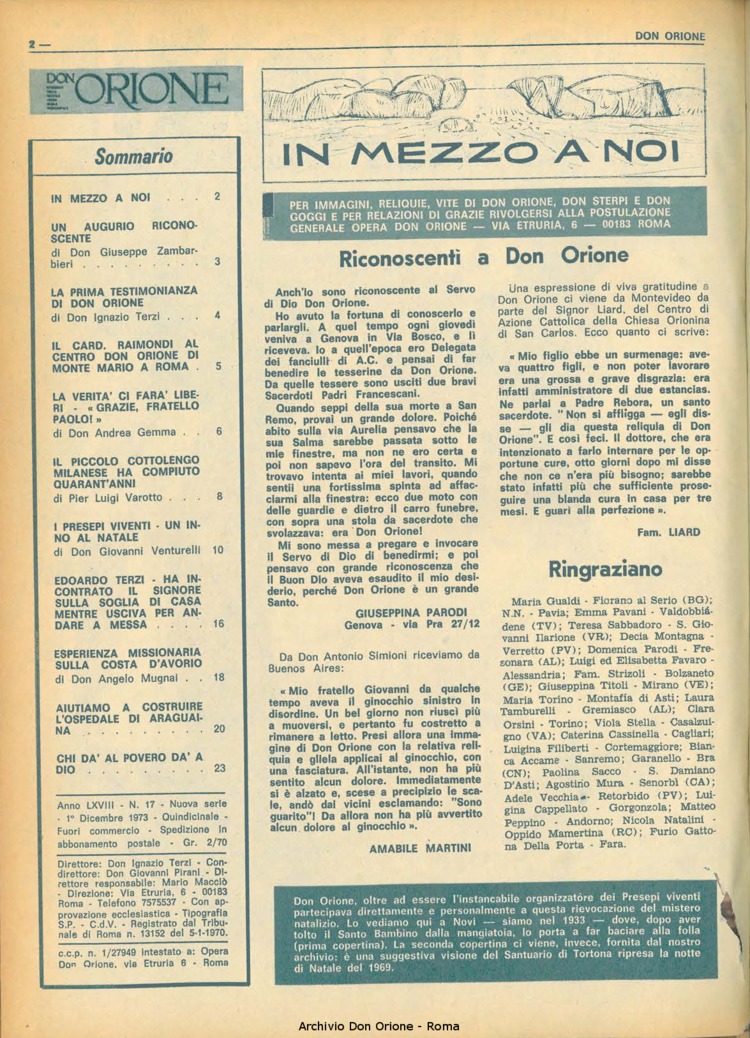 2 —
DON ORIONE
DON
ORIONE
Sommario
IN MEZZO A NOI . . . 2
UN AUGURIO RICONO-
SCENTE
di Don Giuseppe Zambar-
bieri . . . . . . . . . 3
LA PRIMA TESTIMONIANZA
DI DON ORIONE
di Don Ignazio Terzi . . . 4
IL CARD. RAIMONDI AL
CENTRO DON ORIONE DI
MONTE MARIO A ROMA . 5
LA VERITA' CI FARA' LIBE-
RI - « GRAZIE, FRATELLO
PAOLO! »
di Don Andrea Gemma . . 6
IL PICCOLO COTTOLENGO
MILANESE HA COMPIUTO
QUARANT'ANNI
di Pier Luigi Varotto . . . 8
I PRESEPI VIVENTI - UN IN-
NO AL NATALE
di Don Giovanni Venturelli 10
EDOARDO TERZI - HA IN-
CONTRATO IL SIGNORE
SULLA SOGLIA DI CASA
MENTRE USCIVA PER AN-
DARE A MESSA . . . . 16
ESPERIENZA MISSIONARIA
SULLA COSTA D'AVORIO
di Don Angelo Mugnai . . 18
AIUTIAMO A COSTRUIRE
L'OSPEDALE DI ARAGUAI-
NA . . . . . . . . . 20
CHI DA' AL POVERO DA' A
DIO . . . . . . . . . 23
Anno LXVIII - N. 17 - Nuova serie
- 1° Dicembre 1973 - Quindicinale -
Fuori commercio - Spedizione in
abbonamento postale - Gr. 2/70
Direttore: Don Ignazio Terzi - Con-
direttore: Don Giovanni Pirani - Di-
rettore responsabile: Mario Macciò
- Direzione: Via Etruria, 6 - 00183
Roma - Telefono 7575537 - Con ap-
provazione ecclesiastica - Tipografia
S.P. - C.d.V. - Registrato dal Tribu-
nale di Roma n. 13152 del 5-1-1970.
c.c.p. n. 1/27949 intestato a: Opera
Don Orione, via Etruria 6 - Roma
IN MEZZO A NOI
PER IMMAGINI, RELIQUIE, VITE DI DON ORIONE, DON STERPI E DON
GOGGI E PER RELAZIONI DI GRAZIE RIVOLGERSI ALLA POSTULAZIONE
GENERALE OPERA DON ORIONE — VIA ETRURIA, 6 — 00183 ROMA
Riconoscenti a Don Orione
Anch'io sono riconoscente al Servo
di Dio Don Orione.
Ho avuto la fortuna di conoscerlo e
parlargli. A quel tempo ogni giovedì
veniva a Genova in Via Bosco, e lì
riceveva. Io a quell'epoca ero Delegata
dei fanciulli di A.C. e pensai di far
benedire le tesserine da Don Orione.
Da quelle tessere sono usciti due bravi
Sacerdoti Padri Francescani.
Quando seppi della sua morte a San
Remo, provai un grande dolore. Poiché
abito sulla via Aurelia pensavo che la
sua Salma sarebbe passata sotto le
mie finestre, ma non ne ero certa e
poi non sapevo l'ora del transito. Mi
trovavo intenta ai miei lavori, quando
sentii una fortissima spinta ad affac-
ciarmi alla finestra: ecco due moto con
delle guardie e dietro il carro funebre,
con sopra una stola da sacerdote che
svolazzava: era Don Orione!
Mi sono messa a pregare e invocare
il Servo di Dio di benedirmi; e poi
pensavo con grande riconoscenza che
il Buon Dio aveva esaudito il mio desi-
derio, perché Don Orione è un grande
Santo.
GIUSEPPINA PARODI
Genova - via Pra 27/12
Da Don Antonio Simioni riceviamo da
Buenos Aires:
« Mio fratello Giovanni da qualche
tempo aveva il ginocchio sinistro in
disordine. Un bel giorno non riuscì più
a muoversi, e pertanto fu costretto a
rimanere a letto. Presi allora una imma-
gine di Don Orione con la relativa reli-
quia e gliela applicai al ginocchio, con
una fasciatura. All'istante, non ha più
sentito alcun dolore. Immediatamente
si è alzato e, scese a precipizio le sca-
le, andò dai vicini esclamando: "Sono
guarito"! Da allora non ha più avvertito
alcun dolore al ginocchio ».
AMABILE MARTINI
Una espressione di viva gratitudine a
Don Orione ci viene da Montevideo da
parte del Signor Liard, del Centro di
Azione Cattolica della Chiesa Orionina
di San Carlos. Ecco quanto ci scrive:
« Mio figlio ebbe un surmenage: ave-
va quattro figli, e non poter lavorare
era una grossa e grave disgrazia: era
infatti amministratore di due estancias.
Ne parlai a Padre Rebora, un santo
sacerdote. " Non si affligga — egli dis-
se — gli dia questa reliquia di Don
Orione". E così feci. Il dottore, che era
intenzionato a farlo internare per le op-
portune cure, otto giorni dopo mi disse
che non ce n'era più bisogno; sarebbe
stato infatti più che sufficiente prose-
guire una blanda cura in casa per tre
mesi. E guarì alla perfezione ».
Fam. LIARD
Ringraziano
Maria Gualdi - Fiorano al Serio (BG);
N.N. - Pavia; Emma Pavani - Valdobbiá-
dene (TV); Teresa Sabbadoro - S. Gio-
vanni Ilarione (VR); Decia Montagna -
Verretto (PV); Domenica Parodi - Fre-
sonara (AL); Luigi ed Elisabetta Favaro -
Alessandria; Fam. Strizoli - Bolzaneto
(GE); Giuseppina Titoli - Mirano (VE);
Maria Torino - Montafia di Asti; Laura
Tamburelli - Gremiasco (AL); Clara
Orsini - Torino; Viola Stella - Casalzui-
gno (VA); Caterina Cassinella - Cagliari;
Luigina Filiberti - Cortemaggiore; Bian-
ca Accame - Sanremo; Garanello - Bra
(CN); Paolina Sacco - S. Damiano
D'Asti; Agostino Mura - Senorbì (CA);
Adele Vecchia - Retorbido (PV); Lui-
gina Cappellato - Gorgonzola; Matteo
Peppino - Andorno; Nicola Natalini -
Oppido Mamertina (RC); Furio Gatto-
na Della Porta - Fara.
Don Orione, oltre ad essere l'instancabile organizzatore dei Presepi viventi
partecipava direttamente e personalmente a questa rievocazione del mistero
natalizio. Lo vediamo qui a Novi — siamo nel 1933 — dove, dopo aver
tolto il Santo Bambino dalla mangiatoia, lo porta a far baciare alla folla
(prima copertina). La seconda copertina ci viene, invece, fornita dal nostro
archivio: è una suggestiva visione del Santuario di Tortona ripresa la notte
di Natale del 1969.
Archivio Don Orione - Roma